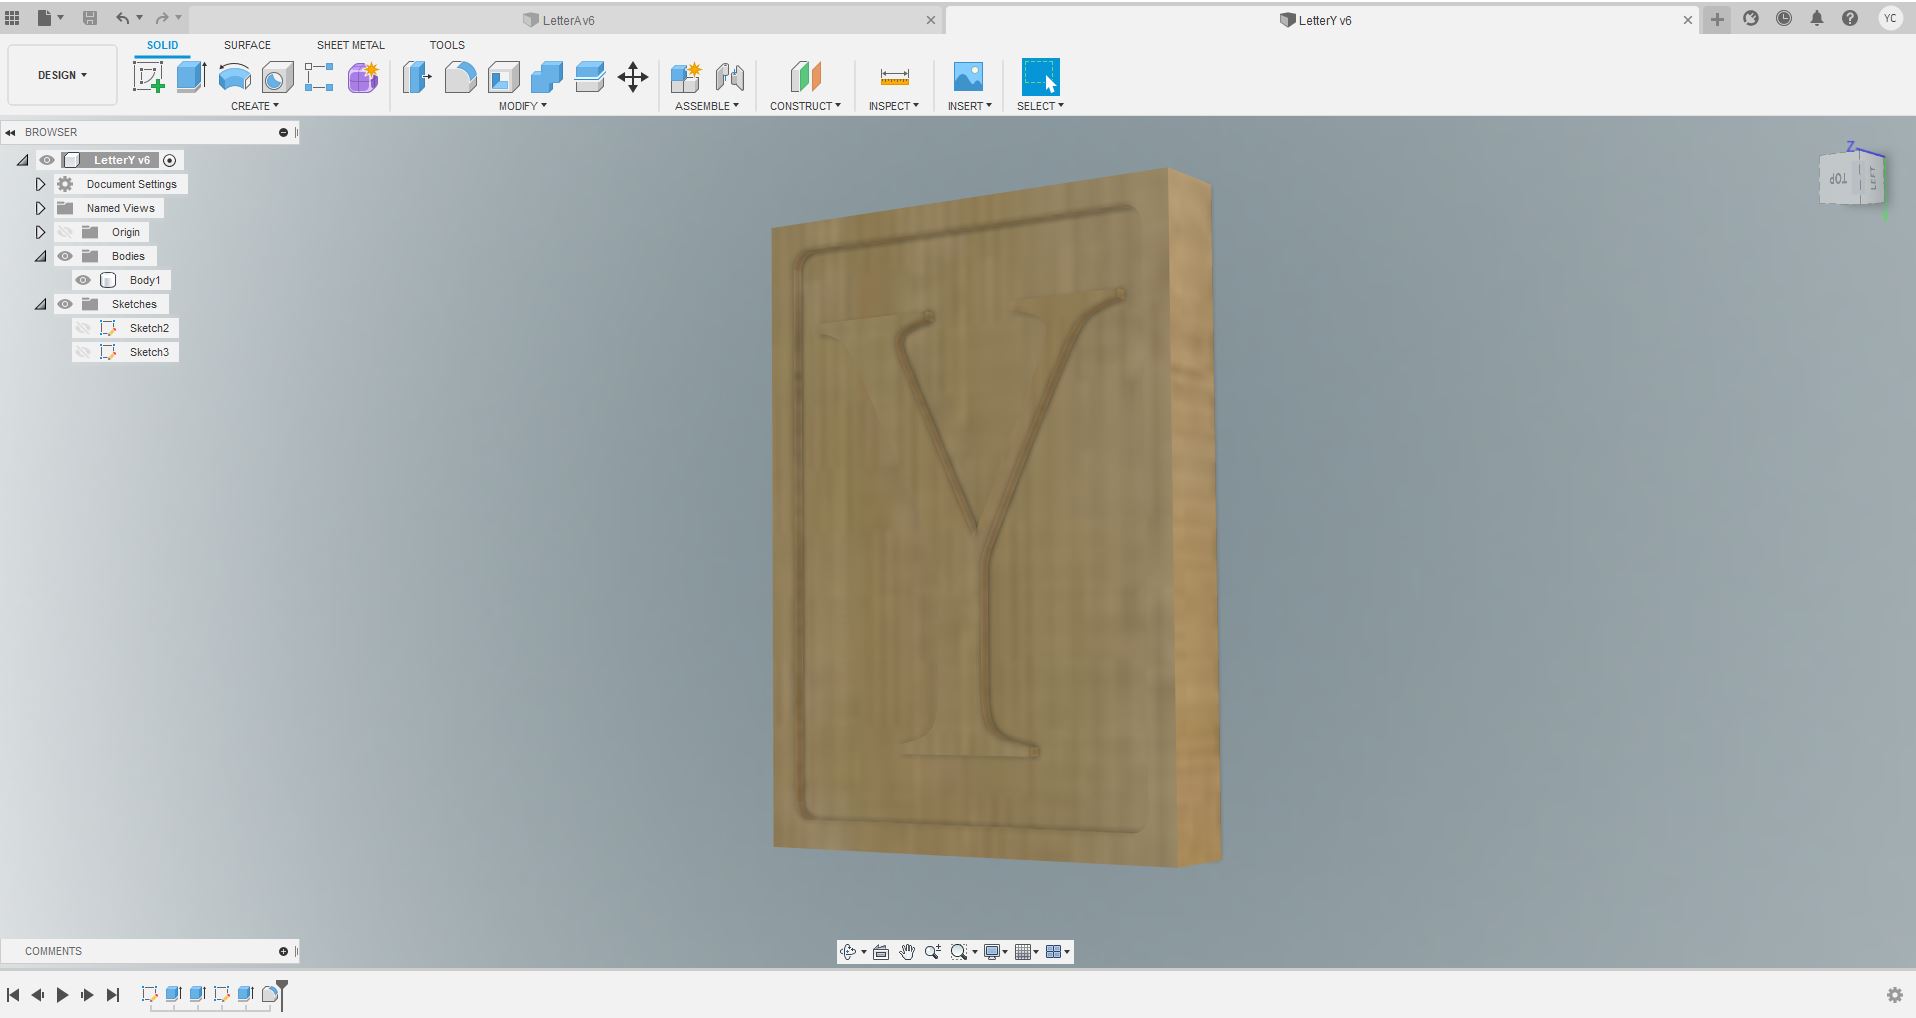 LetterA v6
LetterY v6
YC
DESIGN
SOLID
SURFACE
SHEET METAL
TOOLS
CREATE
MODIFY
ASSEMBLE
CONSTRUCT
INSPECT
INSERT
SELECT
BROWSER
LetterY v6
Document Settings
Named Views
Origin
Bodies
Body1
Sketches
Sketch2
Sketch3
Z
TOP
LEFT
Y
COMMENTS